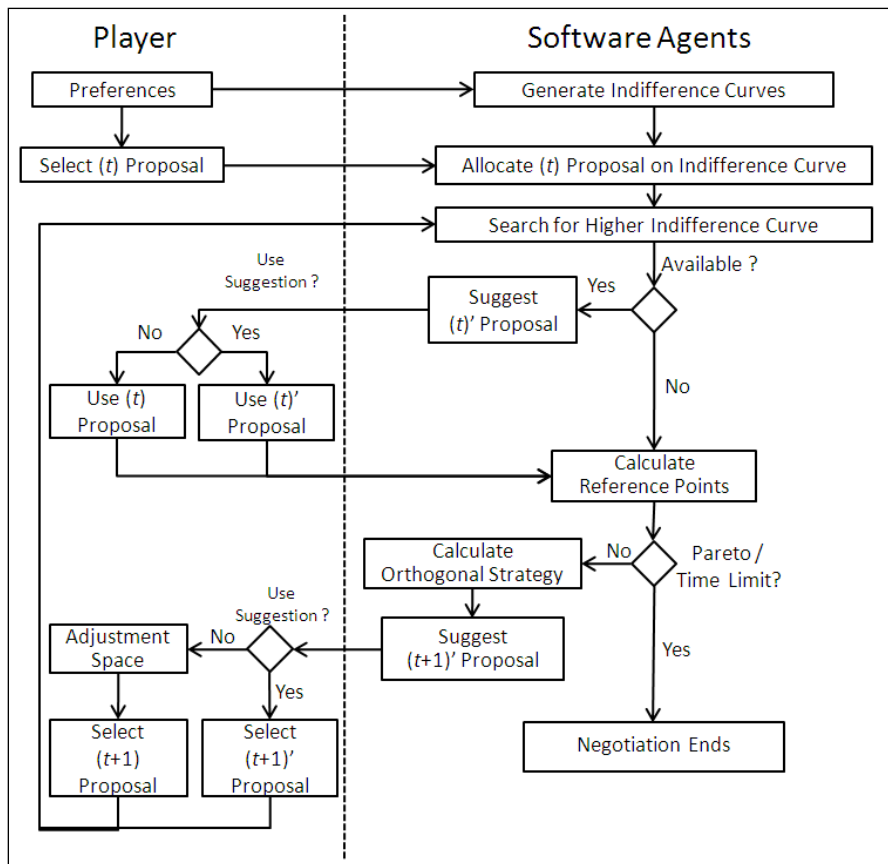 Player
Software Agents
Preferences
Generate Indifference Curves
Select (t) Proposal
Allocate (t) Proposal on Indifference Curve
Search for Higher Indifference Curve
Available ?
Use
Suggestion ?
Suggest
(t)' Proposal
Yes
No
Yes
Use (t)
Proposal
Use (t)'
Proposal
No
Calculate
Reference Points
Pareto /
Time Limit?
No
Calculate
Orthogonal Strategy
Suggest
(t+1)' Proposal
Use
Suggestion ?
No
Adjustment
Space
Yes
Yes
Select
(t+1)
Proposal
Select
(t+1)'
Proposal
Negotiation Ends